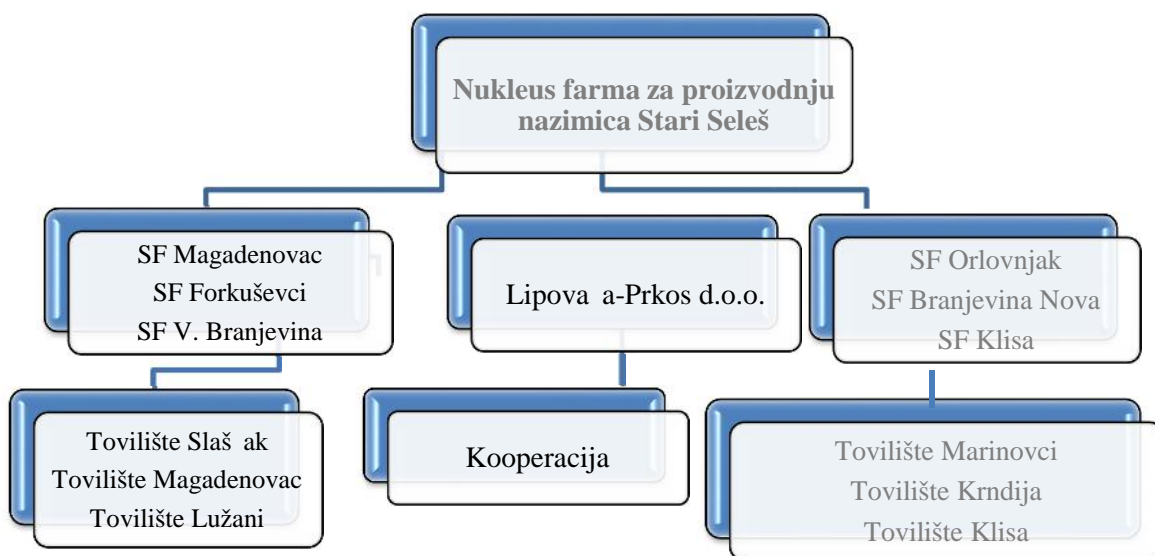 Nukleus farma za proizvodnju
nazimica Stari Seleš
SF Magadenovac
SF Forkuševci
SF V. Branjevina
Lipova a-Prkos d.o.o.
SF Orlovnjak
SF Branjevina Nova
SF Klisa
Tovilište Slaš ak
Tovilište Magadenovac
Tovilište Lužani
Kooperacija
Tovilište Marinovci
Tovilište Krndija
Tovilište Klisa